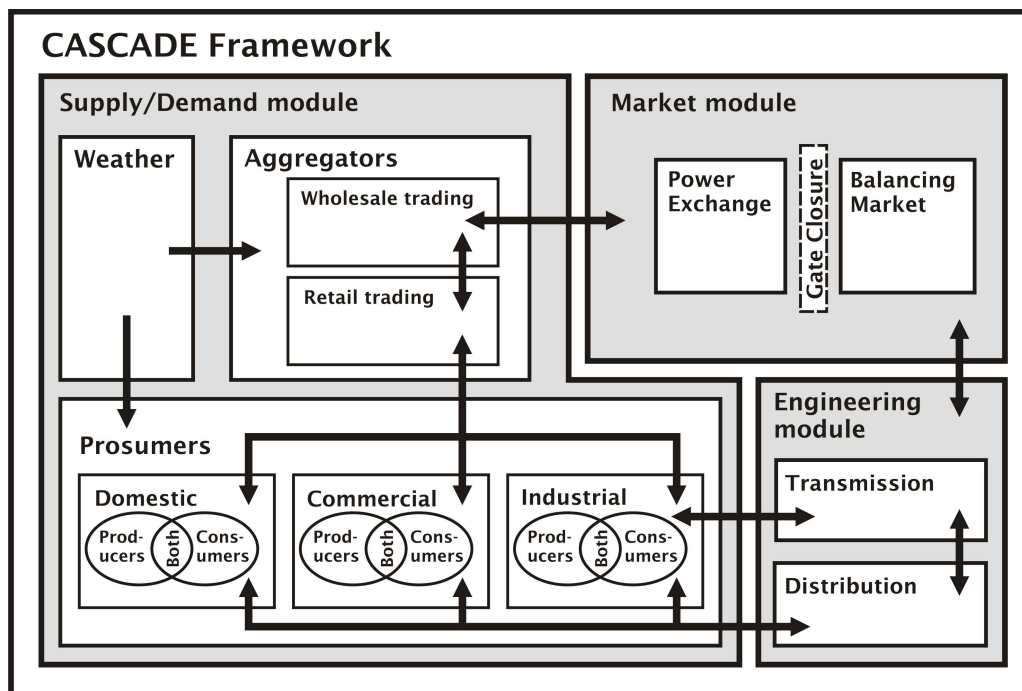 CASCADE Framework
Supply/Demand module
Weather
Aggregators
Wholesale trading
Retail trading
Market module
Power
Exchange
Gate Closure
Balancing
Market
Prosumers
Domestic
Prod-
ucers
Both
Cons-
umers
Commercial
Prod-
ucers
Both
Cons-
umers
Industrial
Prod-
ucers
Both
Cons-
umers
Engineering
module
Transmission
Distribution